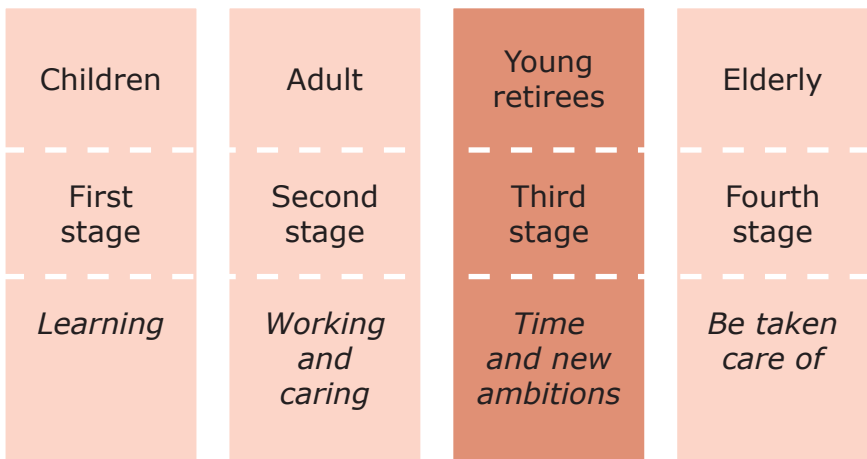 Children
Adult
Young
retirees
Elderly
First
stage
Second
stage
Third
stage
Fourth
stage
Learning
Working
and
caring
Time
and new
ambitions
Be taken
care of